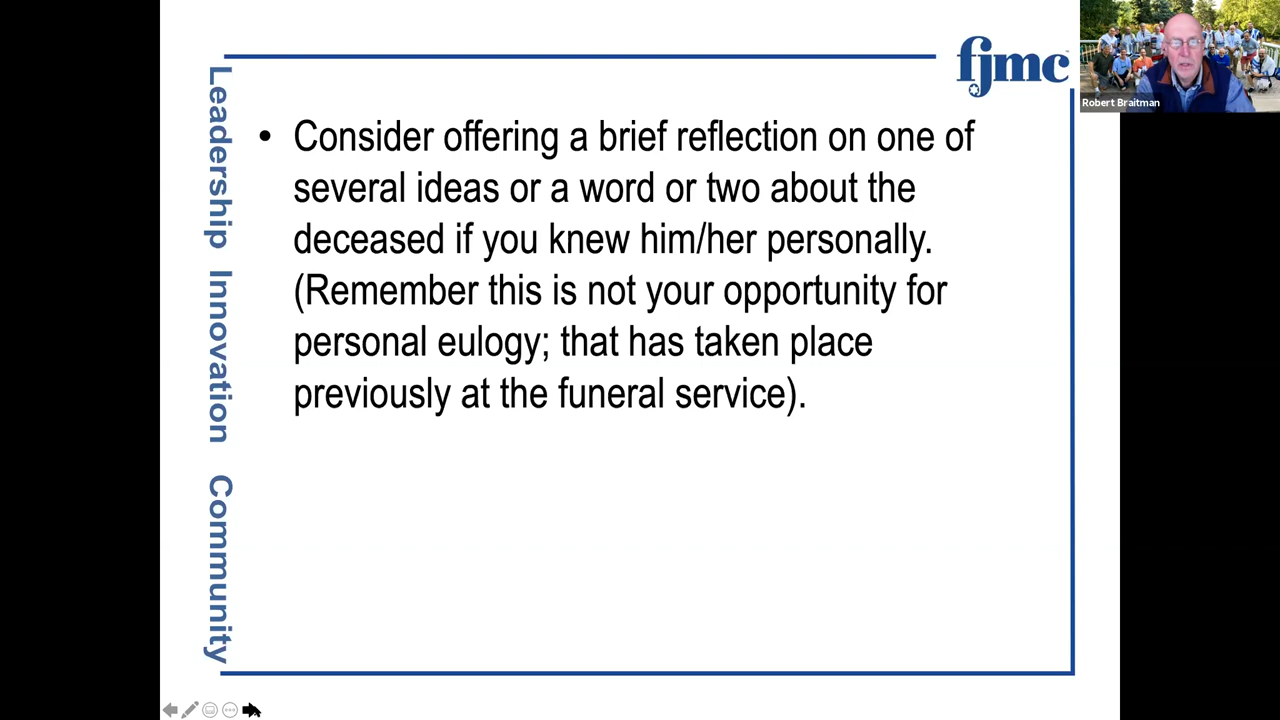 fjmc
Leadership Innovation Community
• Consider offering a brief reflection on one of
several ideas or a word or two about the
deceased if you knew him/her personally.
(Remember this is not your opportunity for
personal eulogy; that has taken place
previously at the funeral service).
Robert Braitman